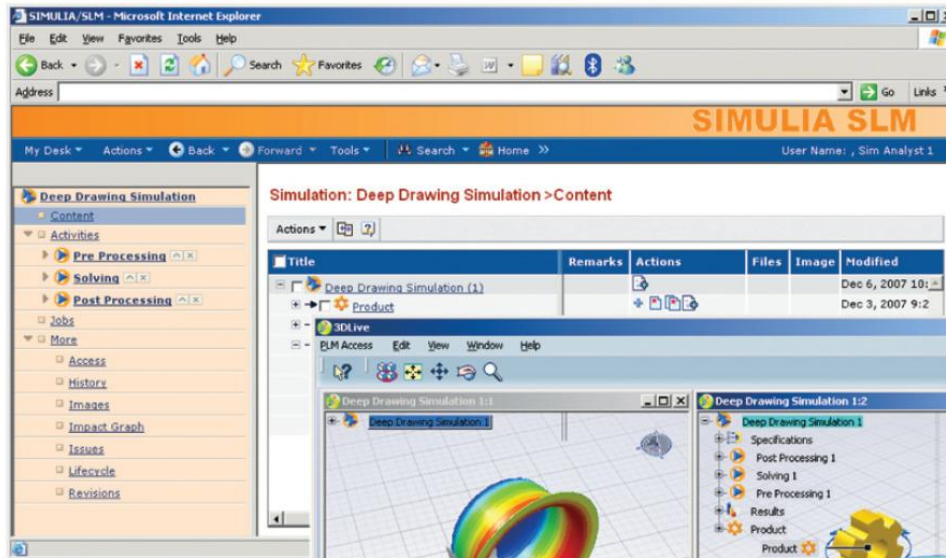 SIMULIA/SLM - Microsoft Internet Explorer
File Edit View Favorites Tools Help
Back Search Favorites
Address Go Links
SIMULIA SLM
My Desk Actions Back Forward Tools Search Home » User Name: , Sim Analyst 1
Deep Drawing Simulation
Content
Activities
Pre Processing
Solving
Post Processing
Jobs
More
Access
History
Images
Impact Graph
Issues
Lifecycle
Revisions
Simulation: Deep Drawing Simulation >Content
Actions
Title Remarks Actions Files Image Modified
Deep Drawing Simulation (1) Dec 6, 2007 10:
Product Dec 3, 2007 9:2
3DLive
PLM Access Edit View Window Help
Deep Drawing Simulation 1:1
Deep Drawing Simulation 1
Deep Drawing Simulation 1:2
Deep Drawing Simulation 1
Specifications
Post Processing 1
Solving 1
Pre Processing 1
Results
Product
Product